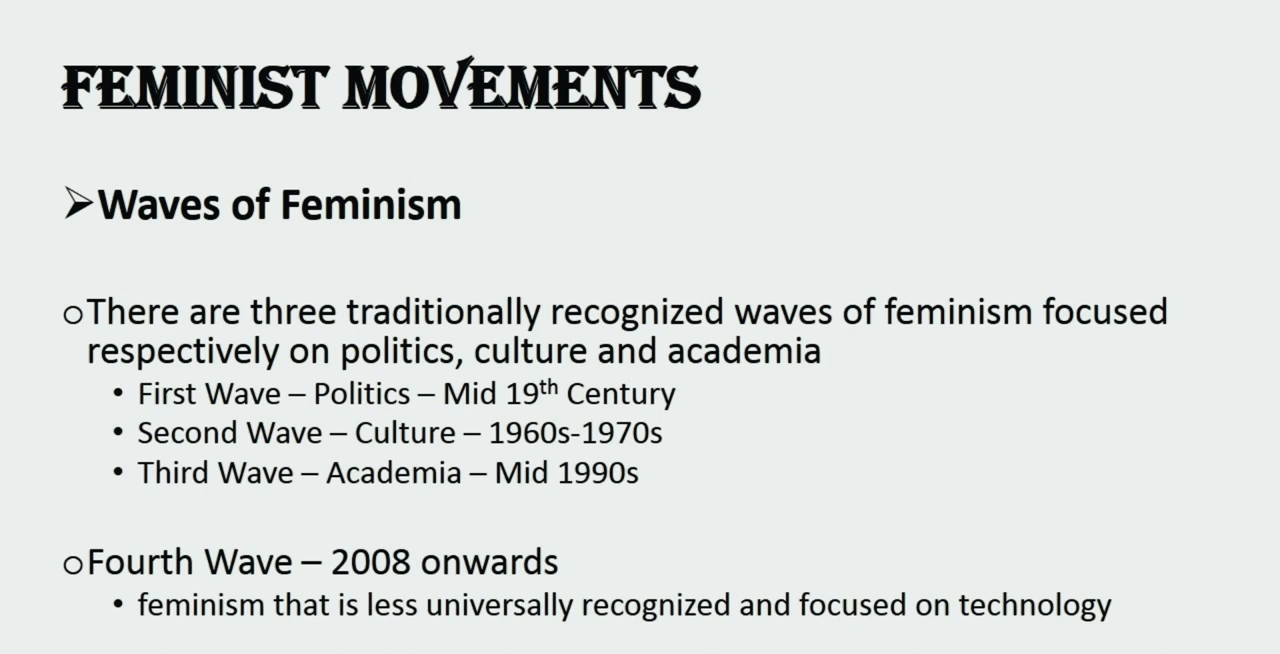 FEMINIST MOVEMENTS
➢Waves of Feminism
oThere are three traditionally recognized waves of feminism focused
respectively on politics, culture and academia
• First Wave – Politics – Mid 19th Century
• Second Wave – Culture – 1960s-1970s
• Third Wave – Academia – Mid 1990s
oFourth Wave – 2008 onwards
• feminism that is less universally recognized and focused on technology